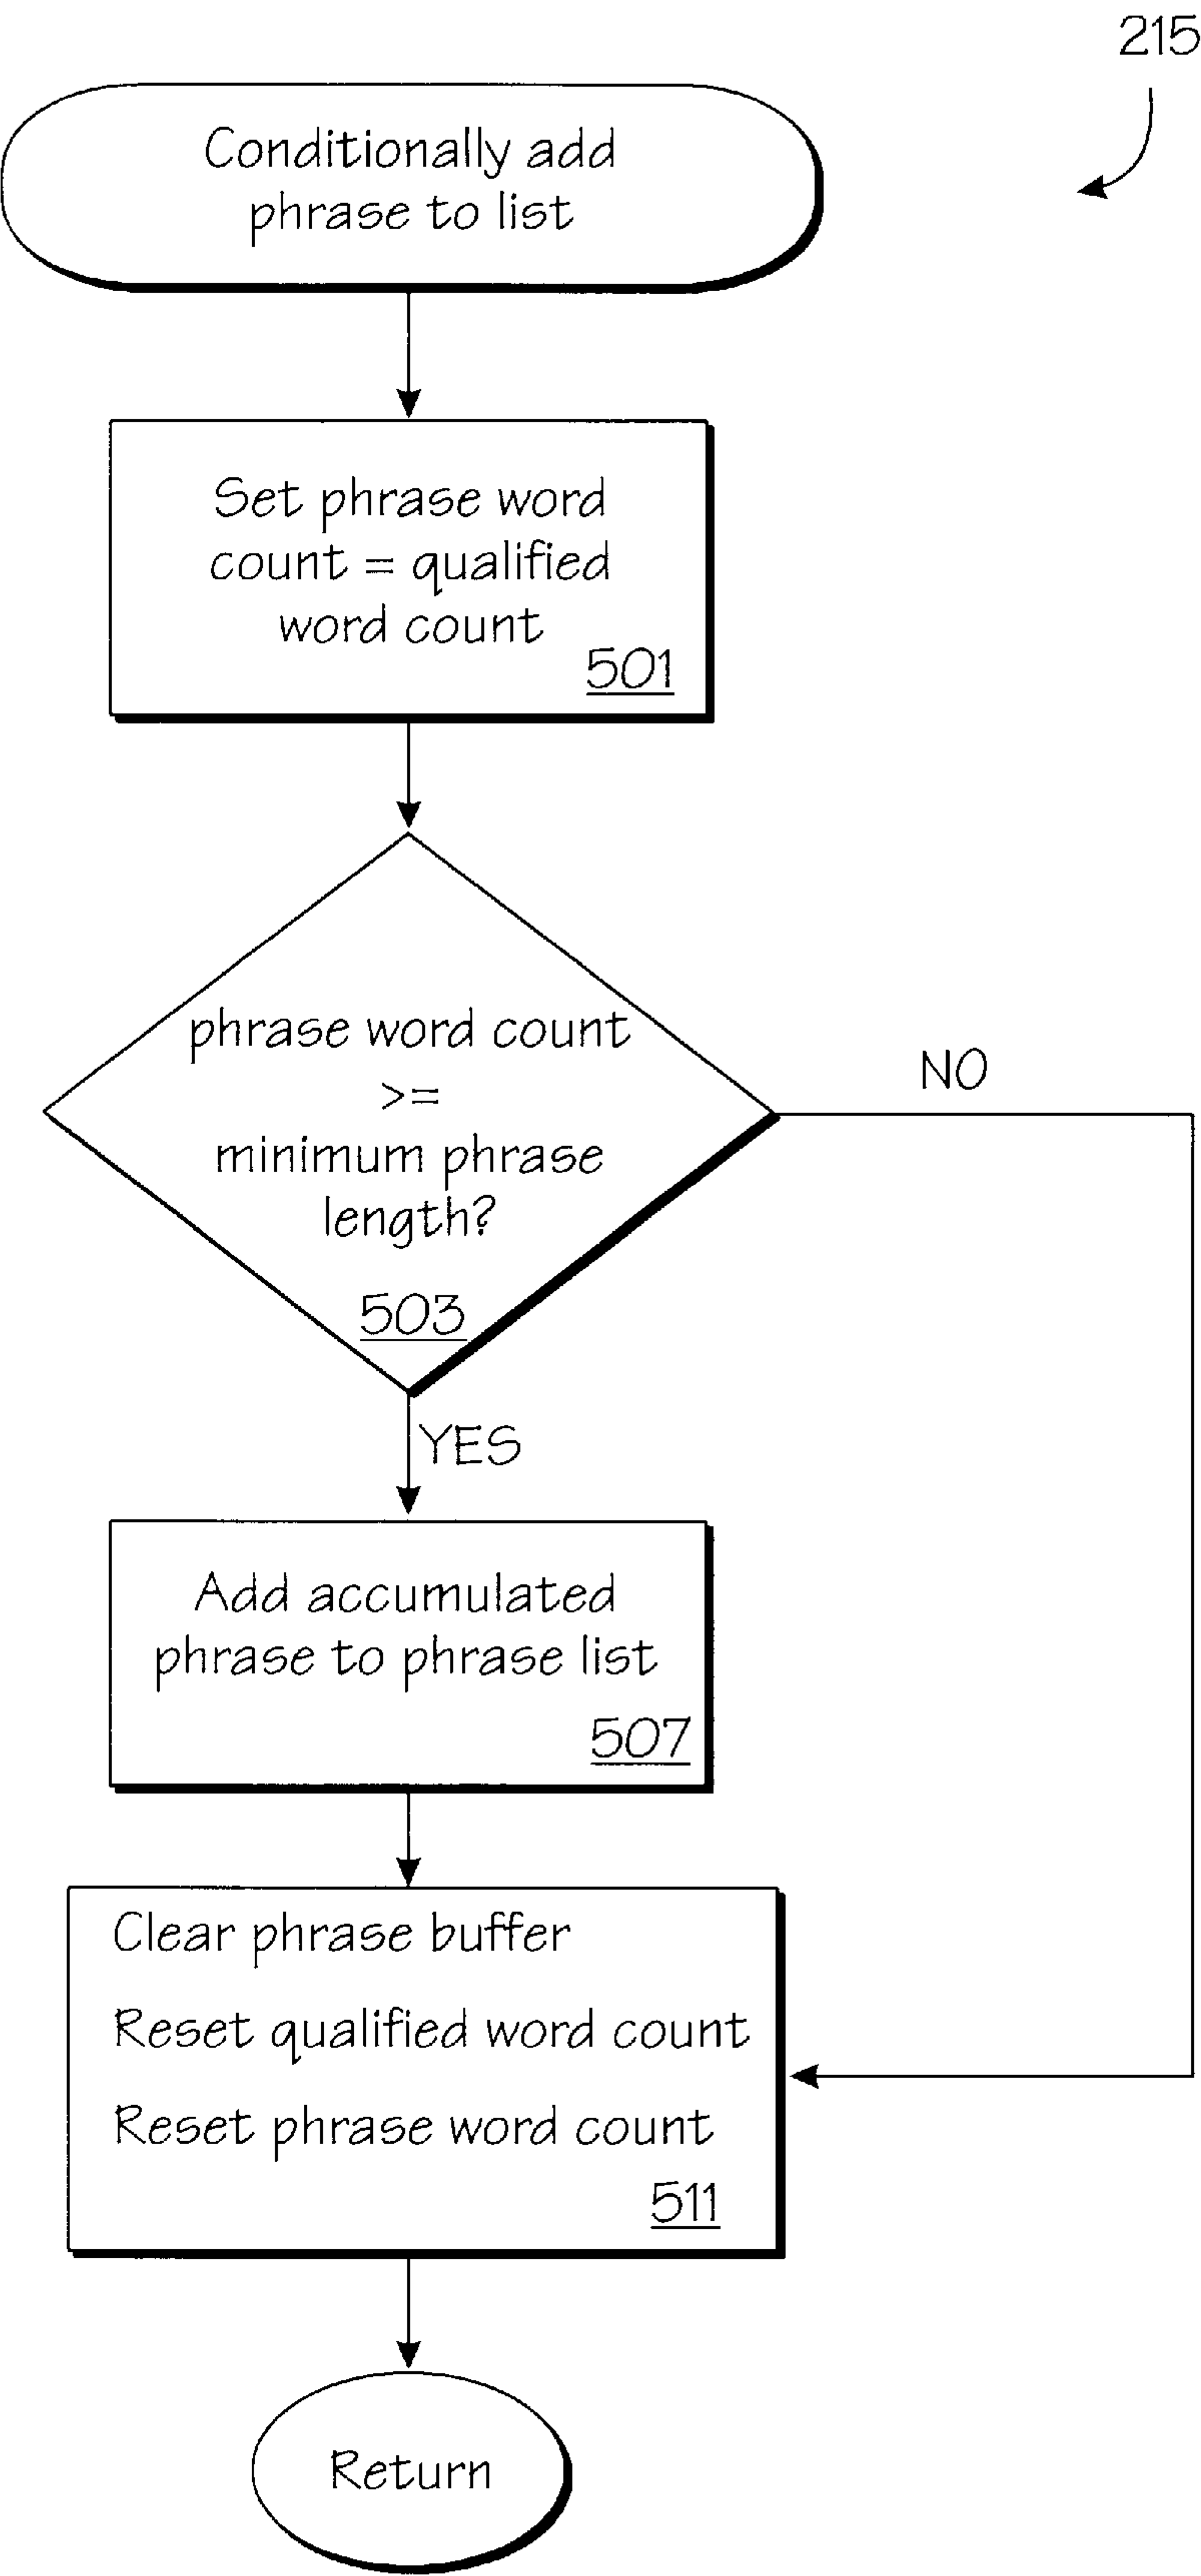 215
Conditionally add
phrase to list
Set phrase word
count = qualified
word count
501
phrase word count
>=
minimum phrase
length?
503
NO
YES
Add accumulated
phrase to phrase list
507
Clear phrase buffer
Reset qualified word count
Reset phrase word count
511
Return